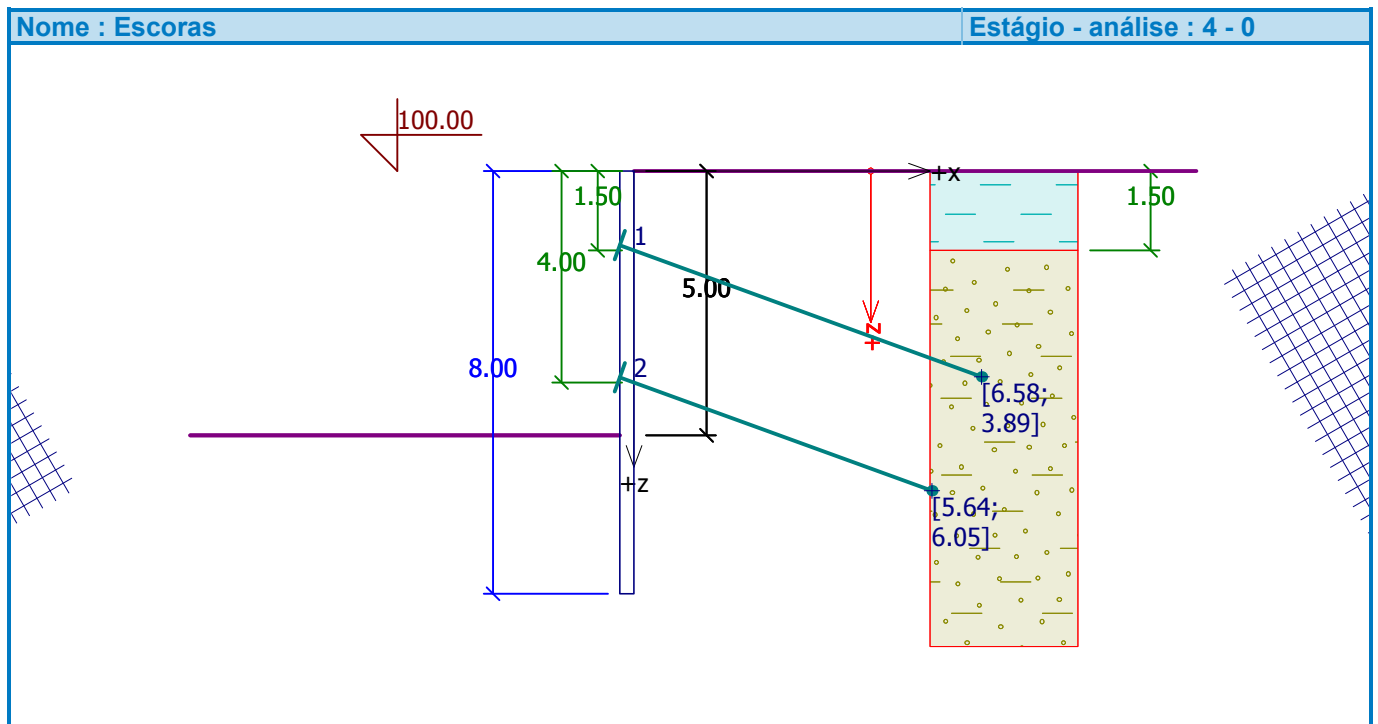 Nome : Escoras
Estágio - análise : 4 - 0
100.00
+x
1.50
1.50
1
4.00
5.00
+z
8.00
2
[6.58;
3.89]
+z
[5.64;
6.05]